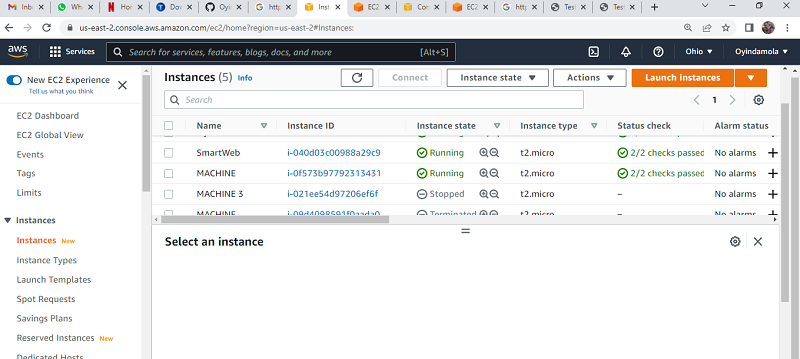 Inb
Wh
Hor
Dov
Oyi
http
Inst
EC2
Con
EC2
http
Tes
Tes
us-east-2.console.aws.amazon.com/ec2/home?region=us-east-2#Instances:
aws
Services
Search for services, features, blogs, docs, and more
[Alt+S]
Ohio
Oyindamola
New EC2 Experience
Tell us what you think
EC2 Dashboard
EC2 Global View
Events
Tags
Limits
Instances
Instances New
Instance Types
Launch Templates
Spot Requests
Savings Plans
Reserved Instances New
Dedicated Hosts
Instances (5) Info
Connect
Instance state
Actions
Launch instances
Search
1
Name Instance ID Instance state Instance type Status check Alarm status
SmartWeb i-040d03c00988a29c9 Running t2.micro 2/2 checks passed No alarms +
MACHINE i-0f573b97792313431 Running t2.micro 2/2 checks passed No alarms +
MACHINE 3 i-021ee54d97206ef6f Stopped t2.micro – No alarms +
MACHINE i-09d4098591f0aada0 Terminated t2.micro – No alarms +
Select an instance